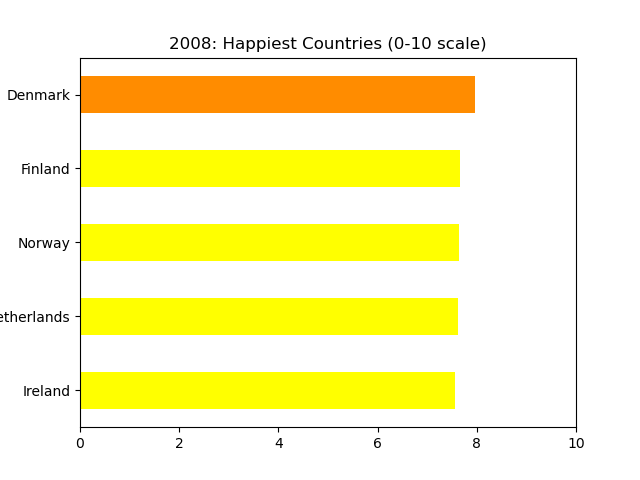 2008: Happiest Countries (0-10 scale)
Denmark
Finland
Norway
etherlands
Ireland
0 2 4 6 8 10